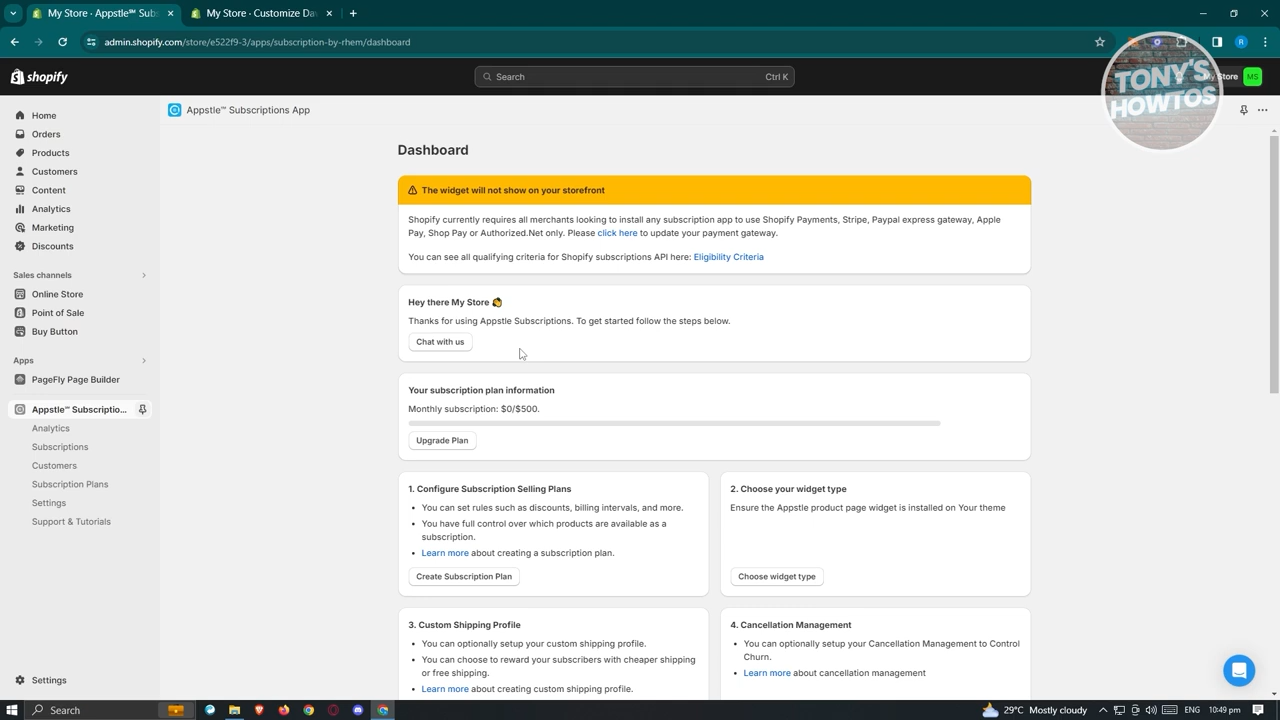 My Store · Appstle℠ Subs
My Store · Customize Da
admin.shopify.com/store/e522f9-3/apps/subscription-by-rhem/dashboard
shopify
Search
Ctrl K
My Store
MS
TONY'S
HOWTOS
Home
Orders
Products
Customers
Content
Analytics
Marketing
Discounts
Sales channels
Online Store
Point of Sale
Buy Button
Apps
PageFly Page Builder
Appstle℠ Subscriptio...
Analytics
Subscriptions
Customers
Subscription Plans
Settings
Support & Tutorials
Settings
Appstle℠ Subscriptions App
Dashboard
The widget will not show on your storefront
Shopify currently requires all merchants looking to install any subscription app to use Shopify Payments, Stripe, Paypal express gateway, Apple
Pay, Shop Pay or Authorized.Net only. Please click here to update your payment gateway.
You can see all qualifying criteria for Shopify subscriptions API here: Eligibility Criteria
Hey there My Store 👋
Thanks for using Appstle Subscriptions. To get started follow the steps below.
Chat with us
Your subscription plan information
Monthly subscription: $0/$500.
Upgrade Plan
1. Configure Subscription Selling Plans
• You can set rules such as discounts, billing intervals, and more.
• You have full control over which products are available as a
subscription.
• Learn more about creating a subscription plan.
Create Subscription Plan
2. Choose your widget type
Ensure the Appstle product page widget is installed on Your theme
Choose widget type
3. Custom Shipping Profile
• You can optionally setup your custom shipping profile.
• You can choose to reward your subscribers with cheaper shipping
or free shipping.
• Learn more about creating custom shipping profile.
4. Cancellation Management
• You can optionally setup your Cancellation Management to Control
Churn.
• Learn more about cancellation management
Search
29°C Mostly cloudy
ENG
10:49 pm